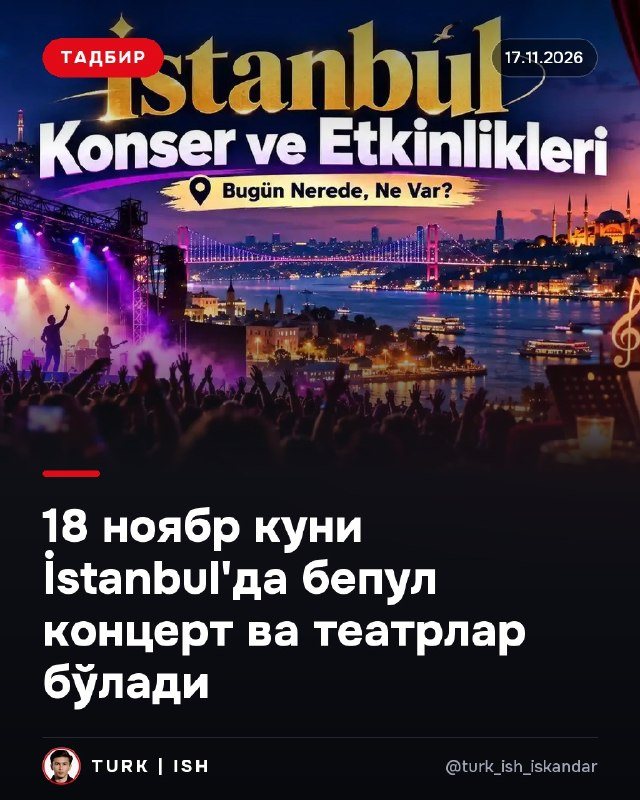 ТАДБИР
17.11.2026
İstanbul
Konser ve Etkinlikleri
Bugün Nerede, Ne Var?
18 ноябр куни
İstanbul'да бепул
концерт ва театрлар
бўлади
TURK | ISH
@turk_ish_iskandar